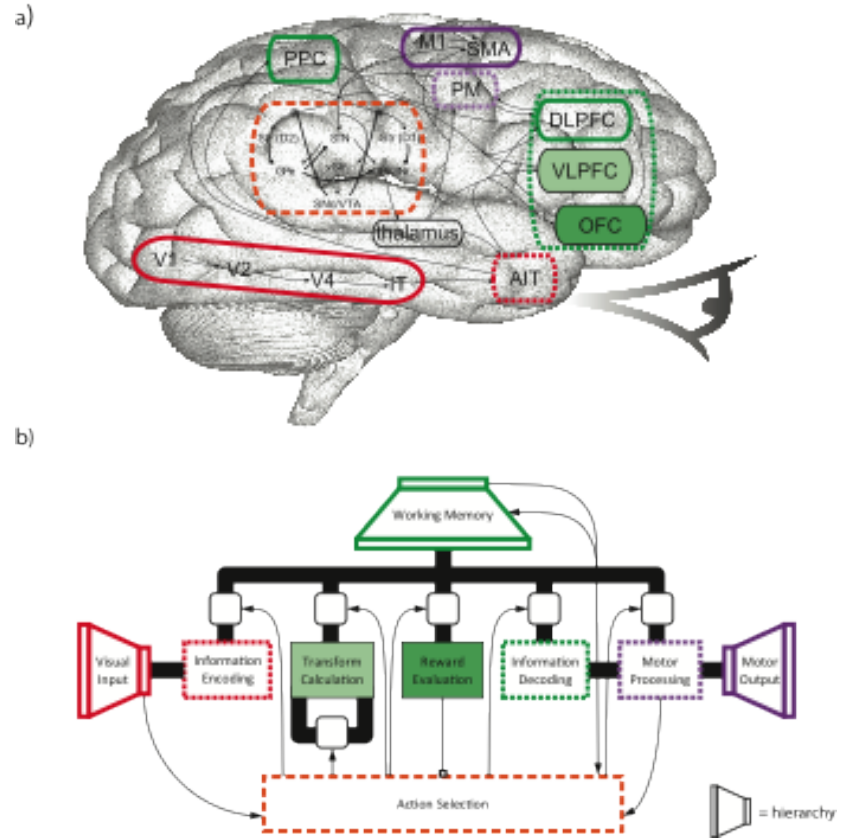 a)
M1
SMA
PPC
PM
DLPFC
STN
VLPFC
GPe
SNc/VTA
OFC
thalamus
V1
V2
V4
IT
AIT
b)
Working Memory
Visual
Input
Information
Encoding
Transform
Calculation
Reward
Evaluation
Information
Decoding
Motor
Processing
Motor
Output
Action Selection
= hierarchy